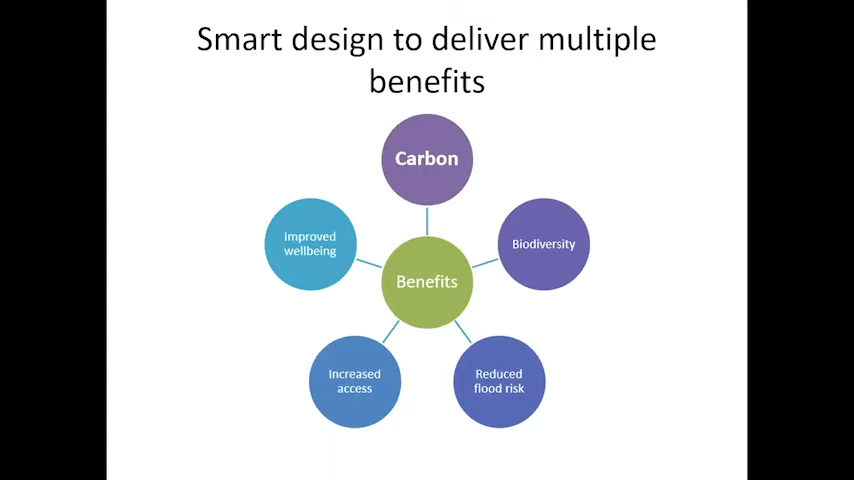 Smart design to deliver multiple
benefits
Carbon
Improved
wellbeing
Biodiversity
Benefits
Increased
access
Reduced
flood risk